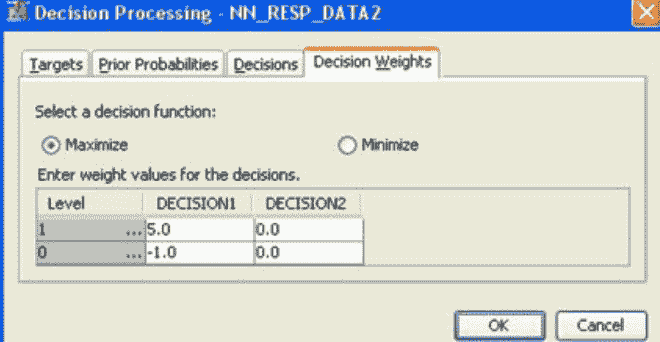 Decision Processing - NN_RESP_DATA2
Targets Prior Probabilities Decisions Decision Weights
Select a decision function:
Maximize Minimize
Enter weight values for the decisions.
Level DECISION1 DECISION2
1 ... 5.0 0.0
0 ... -1.0 0.0
OK Cancel